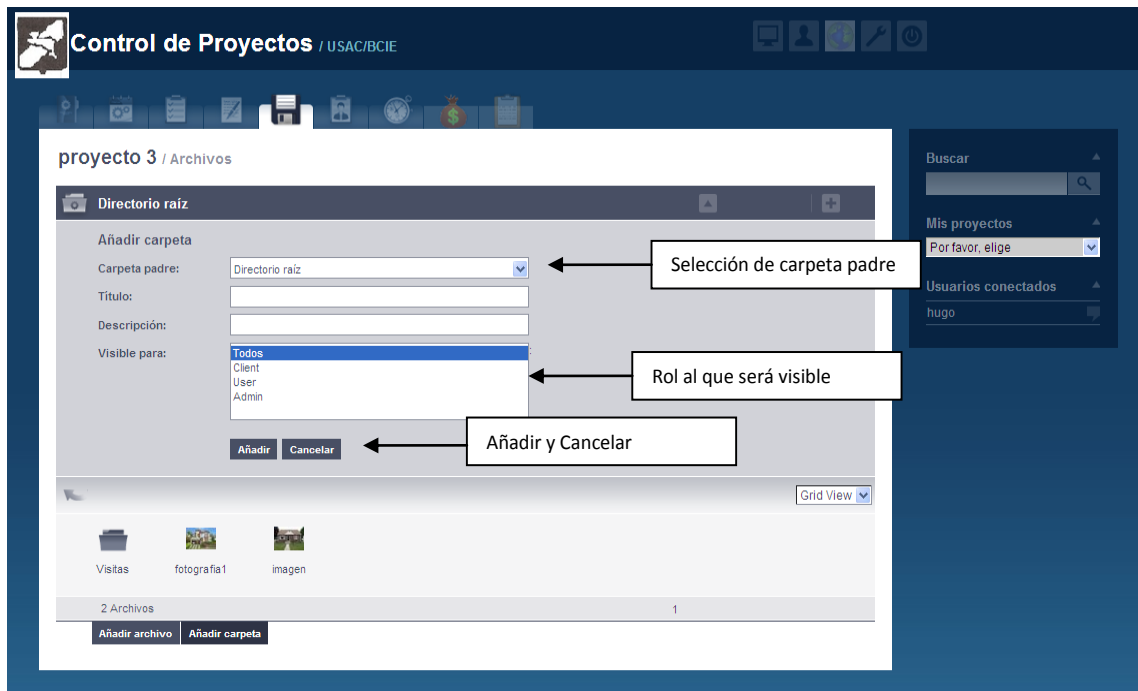 Control de Proyectos / USAC/BCIE
proyecto 3 / Archivos
Directorio raíz
Añadir carpeta
Carpeta padre: Directorio raíz
Selección de carpeta padre
Título:
Descripción:
Visible para: Todos
Client
User
Admin
Rol al que será visible
Añadir Cancelar
Añadir y Cancelar
Grid View
Visitas fotografia1 imagen
2 Archivos 1
Añadir archivo Añadir carpeta
Buscar
Mis proyectos
Por favor, elige
Usuarios conectados
hugo